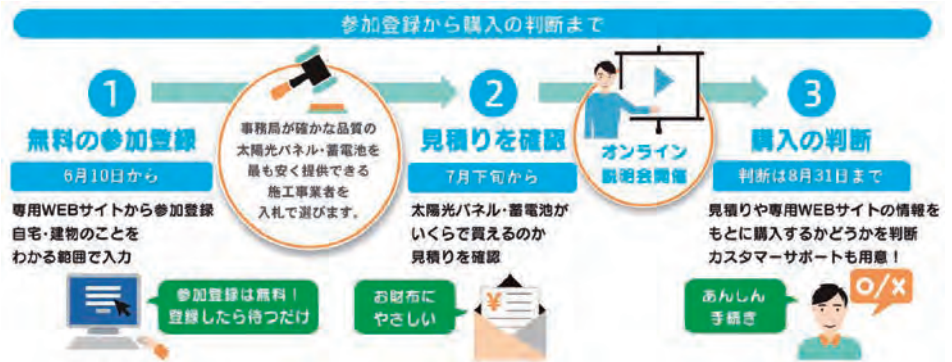 参加登録から購入の判断まで
1
無料の参加登録
6月10日から
専用WEBサイトから参加登録
自宅・建物のことを
わかる範囲で入力
参加登録は無料！
登録したら待つだけ
事務局が確かな品質の
太陽光パネル・蓄電池を
最も安く提供できる
施工事業者を
入札で選びます。
2
見積りを確認
7月下旬から
太陽光パネル・蓄電池が
いくらで買えるのか
見積りを確認
お財布に
やさしい
¥
オンライン
説明会開催
3
購入の判断
判断は8月31日まで
見積りや専用WEBサイトの情報を
もとに購入するかどうかを判断
カスタマーサポートも用意！
あんしん
手続き
O/X